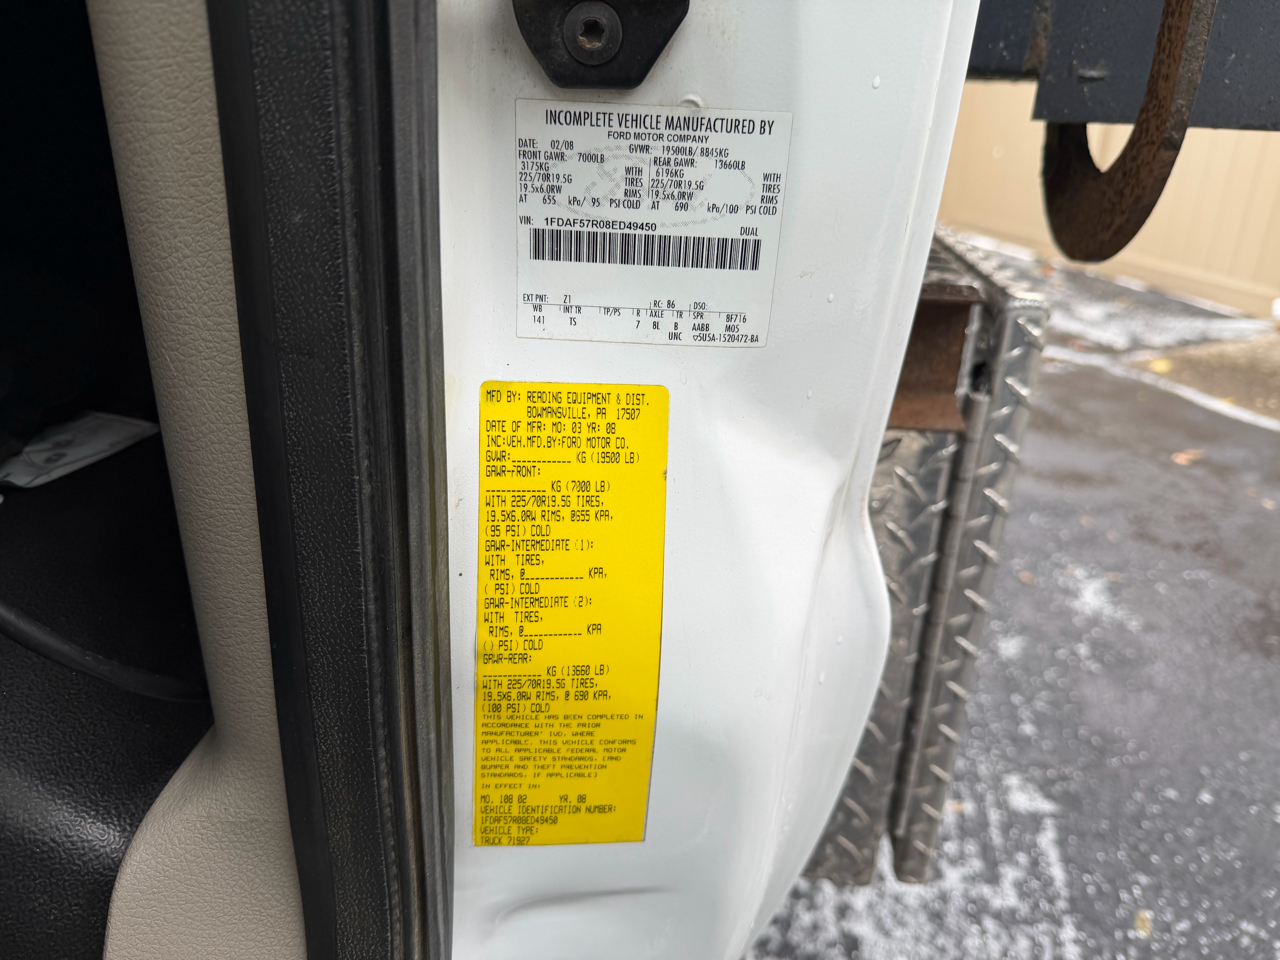 INCOMPLETE VEHICLE MANUFACTURED BY
FORD MOTOR COMPANY
DATE: 02/08 GVWR: 19500LB/ 8845KG
FRONT GAWR: 7000LB REAR GAWR: 13660LB
3175KG WITH 6196KG WITH
225/70R19.5G TIRES 225/70R19.5G TIRES
19.5x6.0RW RIMS 19.5x6.0RW RIMS
AT 655 kPa/ 95 PSI COLD AT 690 kPa/100 PSI COLD
VIN: 1FDAF57R08ED49450 DUAL
EXT PNT: Z1 RC: 86 DSO:
WB INT TR TP/PS R AXLE TR SPR 8F716
141 TS 7 8L B AABB M05
UNC 5U5A-1520472-BA
MFD BY: READING EQUIPMENT & DIST.
BOWMANSVILLE, PA 17507
DATE OF MFR: MO: 03 YR: 08
INC:VEH.MFD.BY:FORD MOTOR CO.
GVWR:___________ KG (19500 LB)
GAWR-FRONT:
___________ KG (7000 LB)
WITH 225/70R19.5G TIRES,
19.5X6.0RW RIMS, @655 KPA,
(95 PSI) COLD
GAWR-INTERMEDIATE (1):
WITH TIRES,
RIMS, @___________ KPA,
( PSI) COLD
GAWR-INTERMEDIATE (2):
WITH TIRES,
RIMS, @___________ KPA
() PSI) COLD
GAWR-REAR:
___________ KG (13660 LB)
WITH 225/70R19.5G TIRES,
19.5X6.0RW RIMS, @ 690 KPA,
(100 PSI) COLD
THIS VEHICLE HAS BEEN COMPLETED IN
ACCORDANCE WITH THE PRIOR
MANUFACTURER' IVD, WHERE
APPLICABLE. THIS VEHICLE CONFORMS
TO ALL APPLICABLE FEDERAL MOTOR
VEHICLE SAFETY STANDARDS, [AND
BUMPER AND THEFT PREVENTION
STANDARDS, IF APPLICABLE]
IN EFFECT IN:
MO. 108 02 YR. 08
VEHICLE IDENTIFICATION NUMBER:
1FDAF57R08ED49450
VEHICLE TYPE:
TRUCK 71927